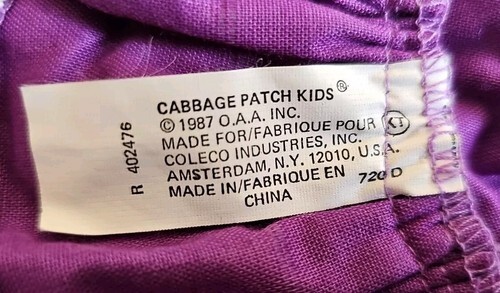 CABBAGE PATCH KIDS®
© 1987 O.A.A. INC.
MADE FOR/FABRIQUE POUR
COLECO INDUSTRIES, INC.
AMSTERDAM, N.Y. 12010, U.S.A.
MADE IN/FABRIQUE EN 720D
CHINA
R 402476